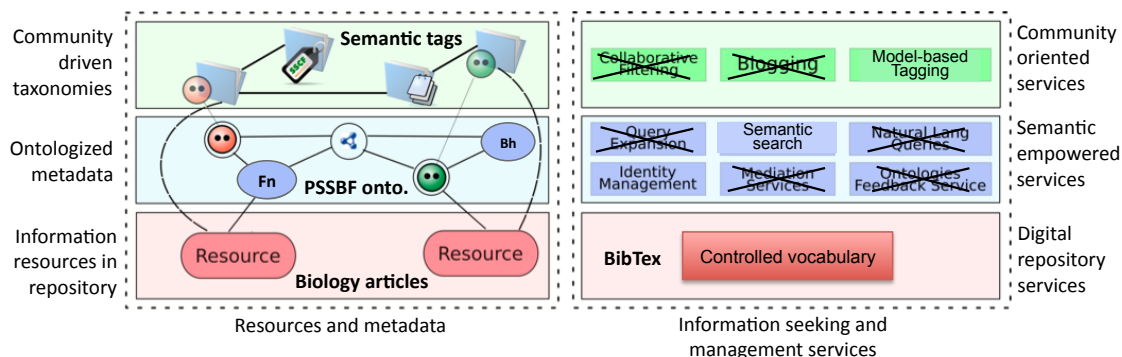 Community
driven
taxonomies
Semantic tags
SSCF
Ontologized
metadata
Bh
Fn
PSSBF onto.
Information
resources in
repository
Resource
Resource
Biology articles
Resources and metadata
Collaborative
Filtering
Blogging
Model-based
Tagging
Community
oriented
services
Query
Expansion
Semantic
search
Natural Lang
Queries
Identity
Management
Mediation
Services
Ontologies
Feedback Service
Semantic
empowered
services
BibTex
Controlled vocabulary
Digital
repository
services
Information seeking and
management services